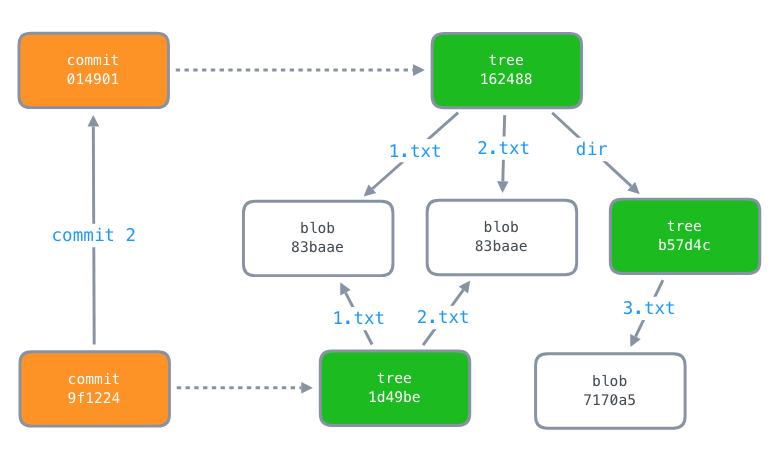 commit
014901
tree
162488
1.txt
2.txt
dir
blob
83baae
blob
83baae
tree
b57d4c
commit 2
1.txt
2.txt
3.txt
commit
9f1224
tree
1d49be
blob
7170a5